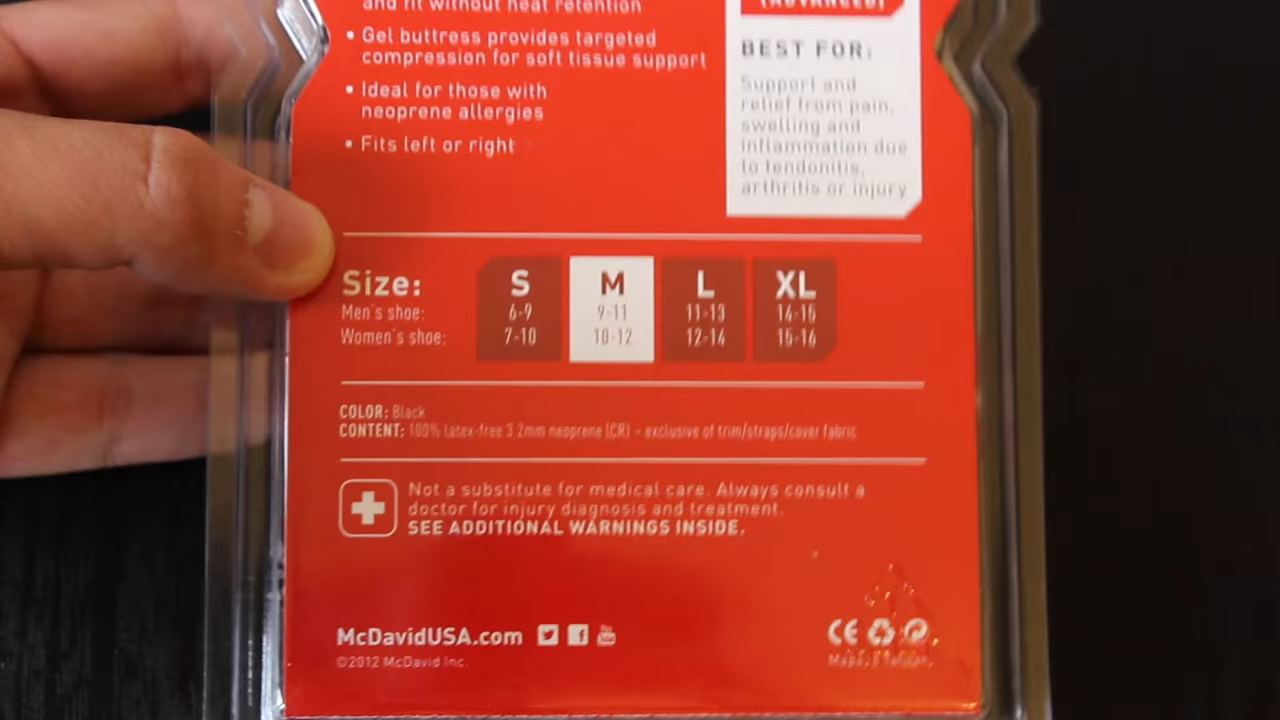 and fit without heat retention
• Gel buttress provides targeted
compression for soft tissue support
• Ideal for those with
neoprene allergies
• Fits left or right
(ADVANCED)
BEST FOR:
Support and
relief from pain,
swelling and
inflammation due
to tendonitis,
arthritis or injury
Size: S M L XL
Men's shoe: 6-9 9-11 11-13 14-15
Women's shoe: 7-10 10-12 12-14 15-16
COLOR: Black
CONTENT: 100% latex-free 3.2mm neoprene (CR) - exclusive of trim/straps/cover fabric
Not a substitute for medical care. Always consult a
doctor for injury diagnosis and treatment.
SEE ADDITIONAL WARNINGS INSIDE.
McDavidUSA.com
©2012 McDavid Inc.
CE